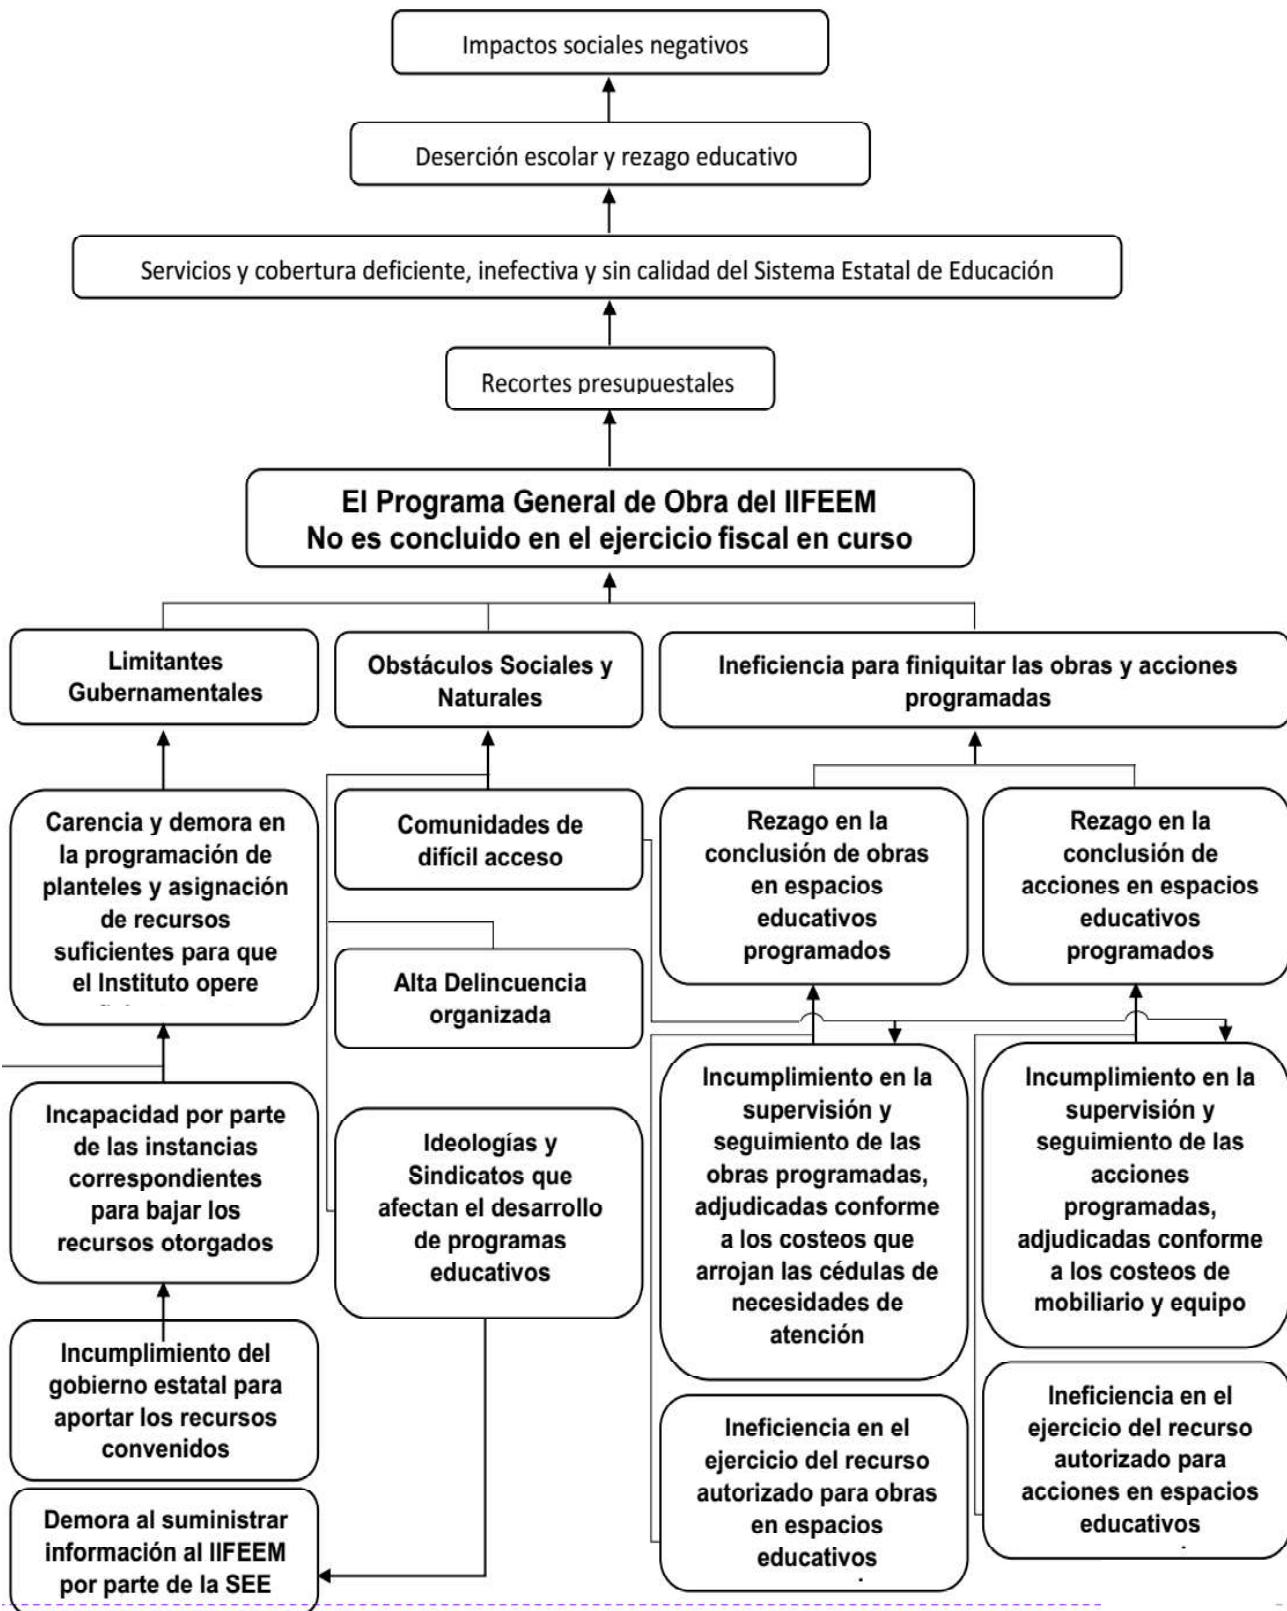 Impactos sociales negativos
Deserción escolar y rezago educativo
Servicios y cobertura deficiente, inefectiva y sin calidad del Sistema Estatal de Educación
Recortes presupuestales
El Programa General de Obra del IIFEEM
No es concluido en el ejercicio fiscal en curso
Limitantes
Gubernamentales
Obstáculos Sociales y
Naturales
Ineficiencia para finiquitar las obras y acciones
programadas
Carencia y demora en
la programación de
planteles y asignación
de recursos
suficientes para que
el Instituto opere
Comunidades de
difícil acceso
Rezago en la
conclusión de obras
en espacios
educativos
programados
Rezago en la
conclusión de
acciones en espacios
educativos
programados
Alta Delincuencia
organizada
Incapacidad por parte
de las instancias
correspondientes
para bajar los
recursos otorgados
Ideologías y
Sindicatos que
afectan el desarrollo
de programas
educativos
Incumplimiento en la
supervisión y
seguimiento de las
obras programadas,
adjudicadas conforme
a los costeos que
arrojan las cédulas de
necesidades de
atención
Incumplimiento en la
supervisión y
seguimiento de las
acciones
programadas,
adjudicadas conforme
a los costeos de
mobiliario y equipo
Incumplimiento del
gobierno estatal para
aportar los recursos
convenidos
Ineficiencia en el
ejercicio del recurso
autorizado para obras
en espacios
educativos
Ineficiencia en el
ejercicio del recurso
autorizado para
acciones en espacios
educativos
Demora al suministrar
información al IIFEEM
por parte de la SEE